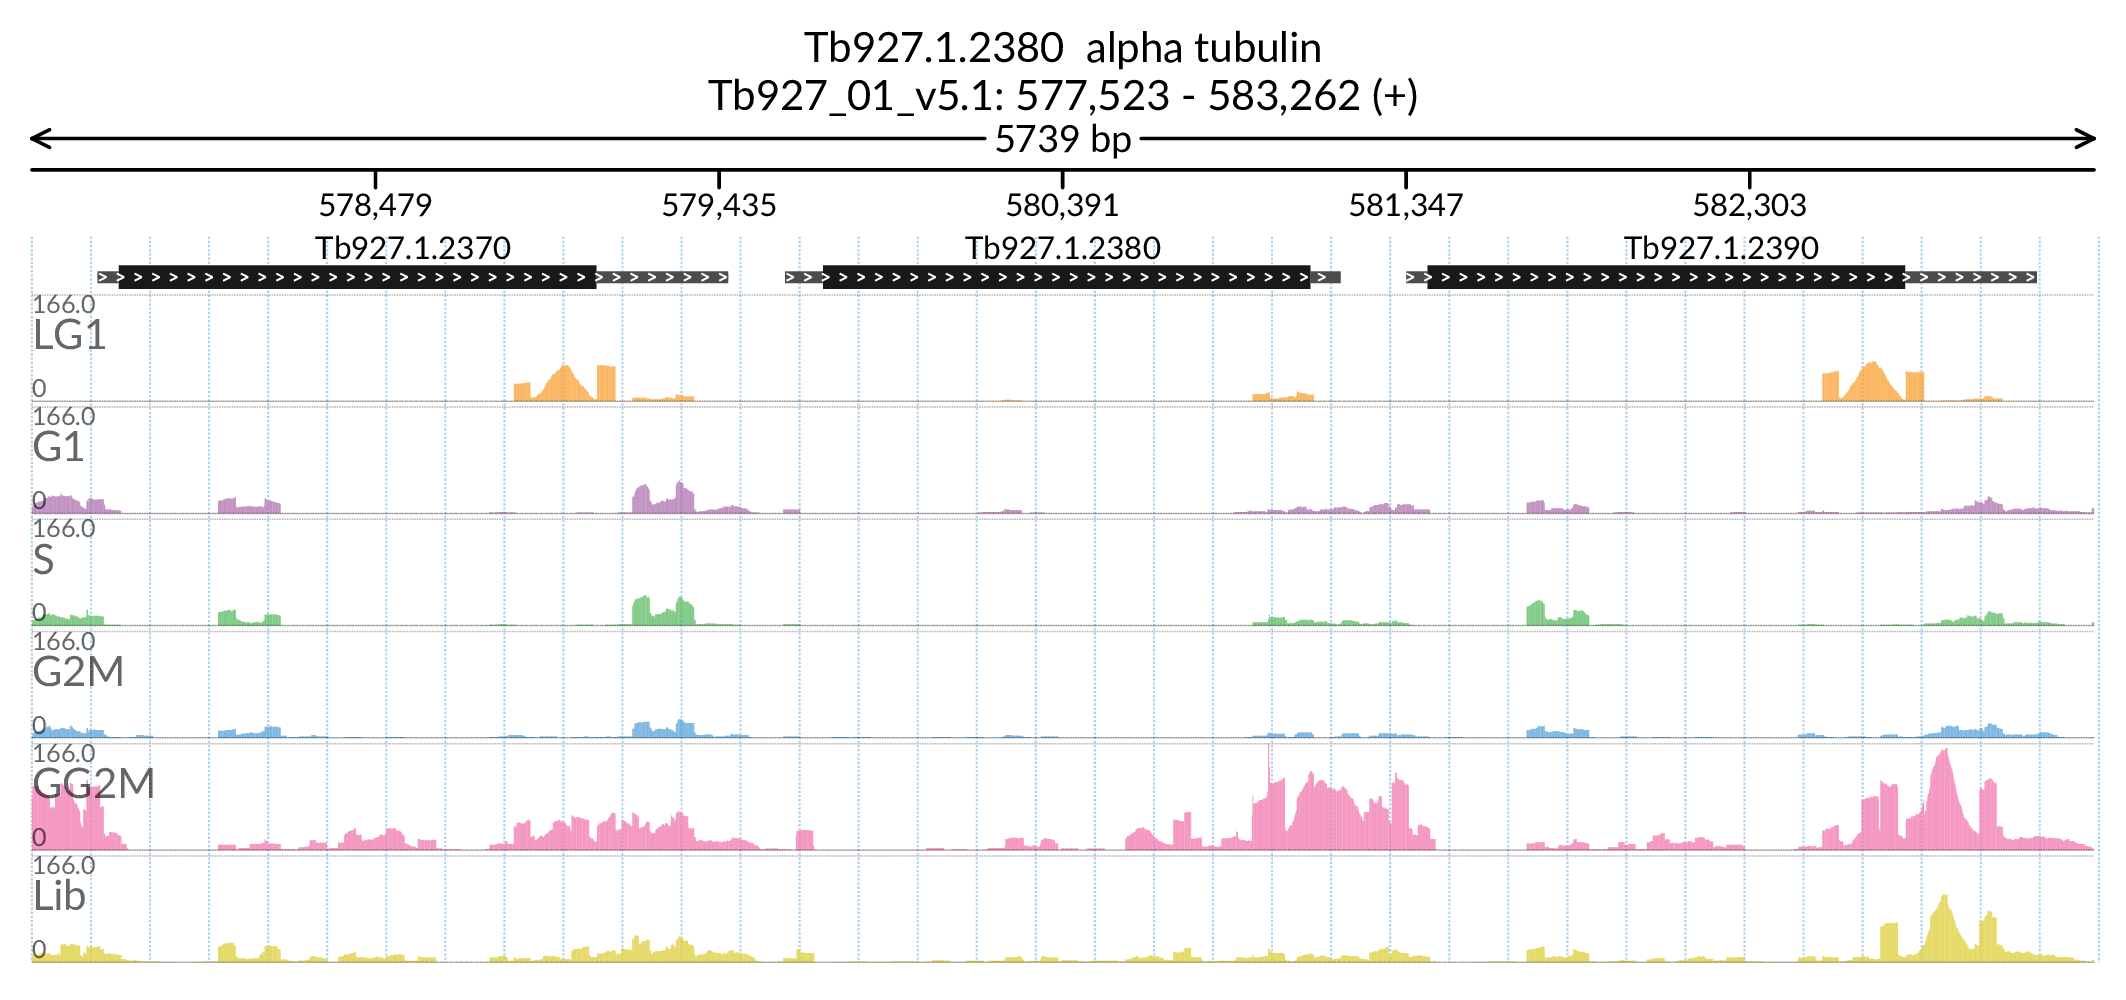 Tb927.1.2380  alpha tubulin
Tb927_01_v5.1: 577,523 - 583,262 (+)
5739 bp
578,479 579,435 580,391 581,347 582,303
Tb927.1.2370 Tb927.1.2380 Tb927.1.2390
166.0
LG1
0
166.0
G1
0
166.0
S
0
166.0
G2M
0
166.0
GG2M
0
166.0
Lib
0